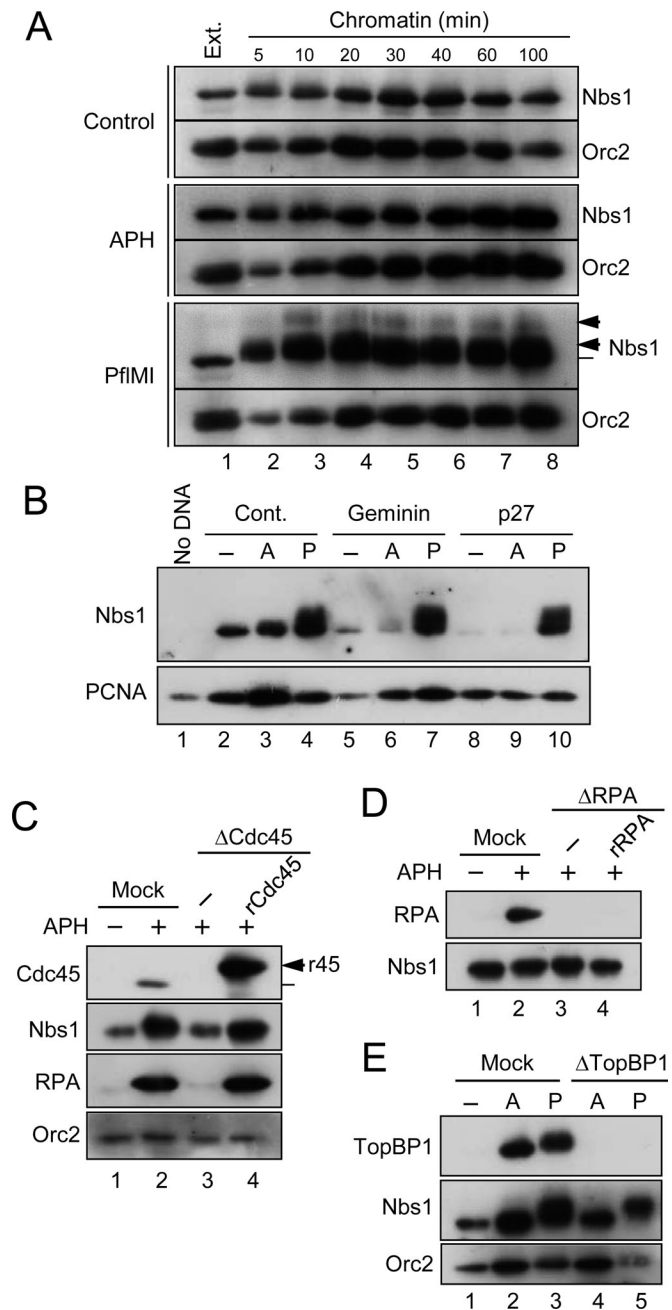 A
Ext.
Chromatin (min)
5 10 20 30 40 60 100
Control
Nbs1
Orc2
APH
Nbs1
Orc2
PflMI
Nbs1
Orc2
1 2 3 4 5 6 7 8
B
No DNA
Cont. Geminin p27
– A P – A P – A P
Nbs1
PCNA
1 2 3 4 5 6 7 8 9 10
C
ΔCdc45
Mock – rCdc45
APH – + + +
Cdc45 r45
Nbs1
RPA
Orc2
1 2 3 4
D
ΔRPA
Mock – rRPA
APH – + + +
RPA
Nbs1
1 2 3 4
E
Mock ΔTopBP1
– A P A P
TopBP1
Nbs1
Orc2
1 2 3 4 5